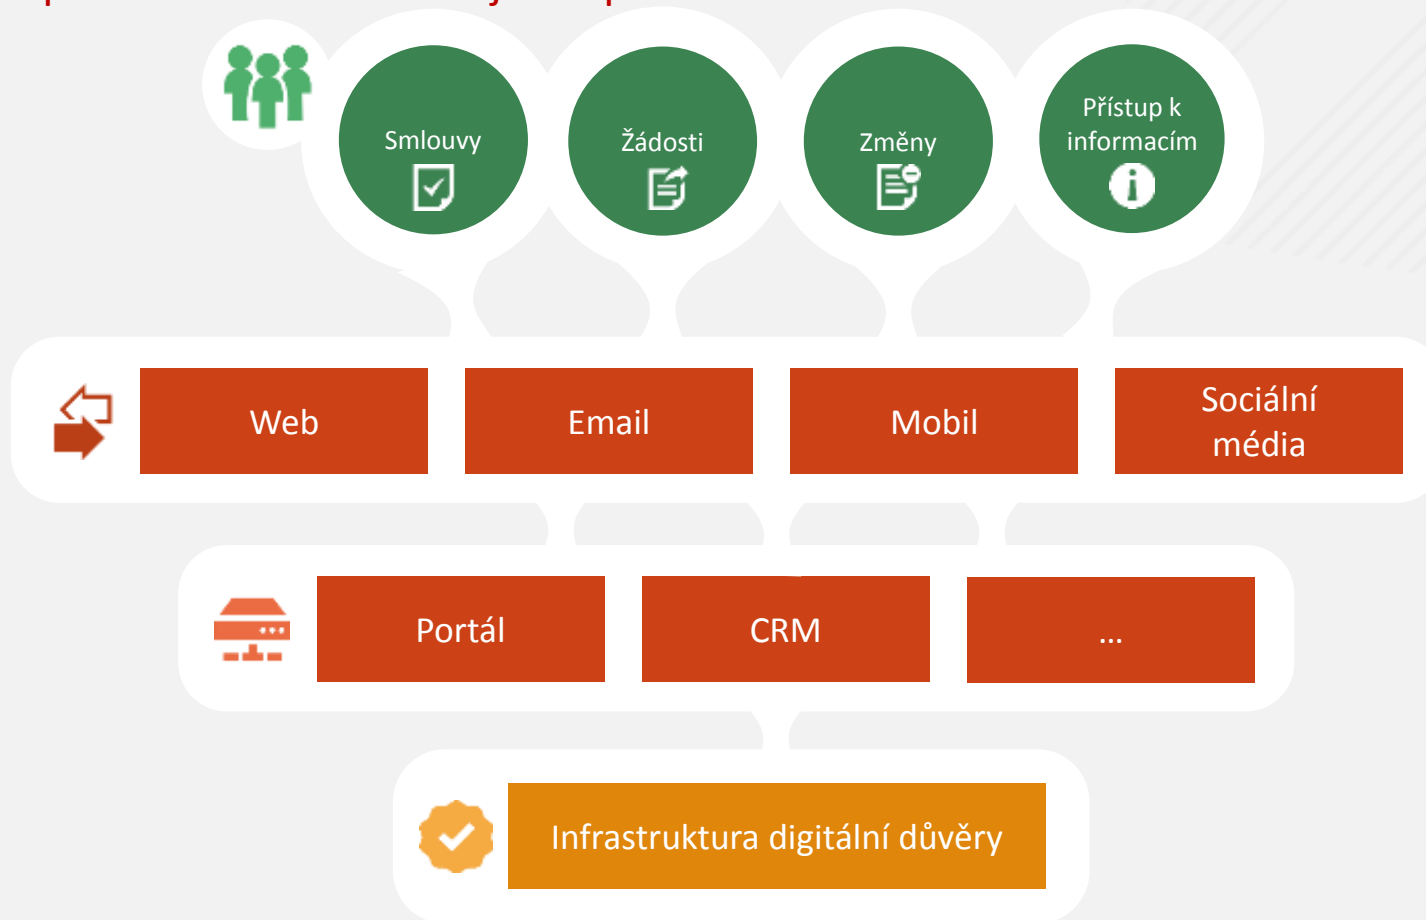 Smlouvy
Žádosti
Změny
Přístup k
informacím
Web
Email
Mobil
Sociální
média
Portál
CRM
...
Infrastruktura digitální důvěry